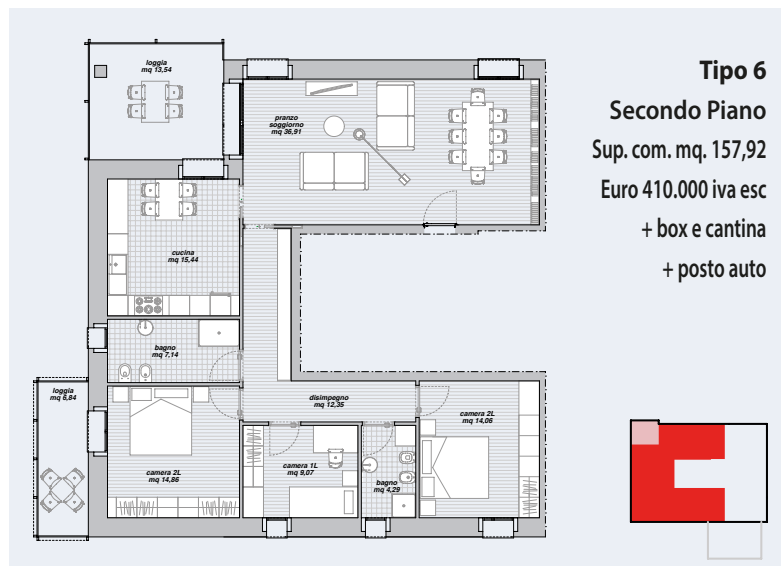 loggia
mq 13,54
pranzo
soggiorno
mq 36,91
cucina
mq 15,44
bagno
mq 7,14
loggia
mq 6,84
disimpegno
mq 12,35
camera 2L
mq 14,06
camera 2L
mq 14,86
camera 1L
mq 9,07
bagno
mq 4,29
Tipo 6
Secondo Piano
Sup. com. mq. 157,92
Euro 410.000 iva esc
+ box e cantina
+ posto auto